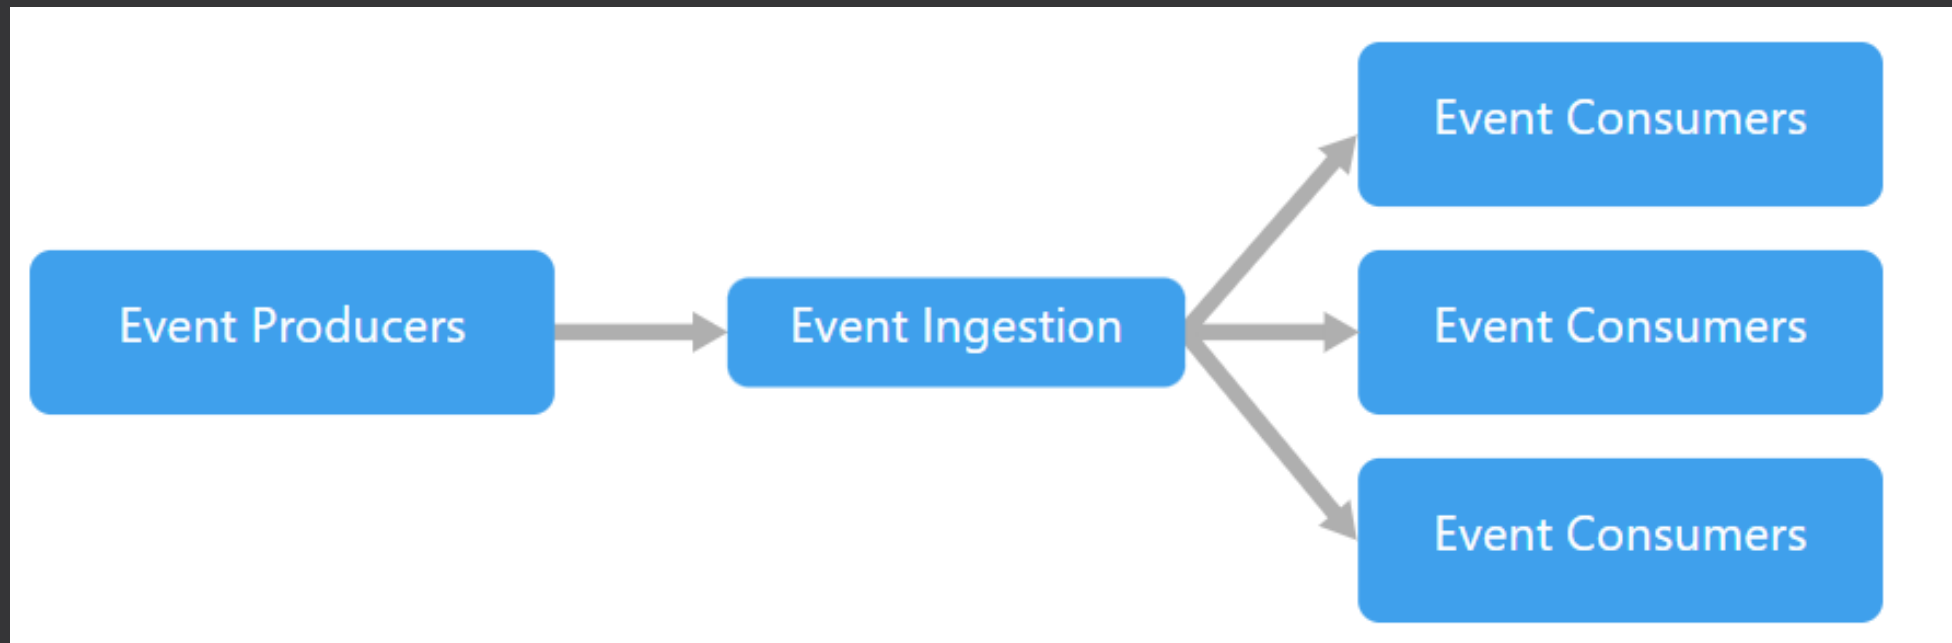 Event Consumers
Event Producers
Event Ingestion
Event Consumers
Event Consumers